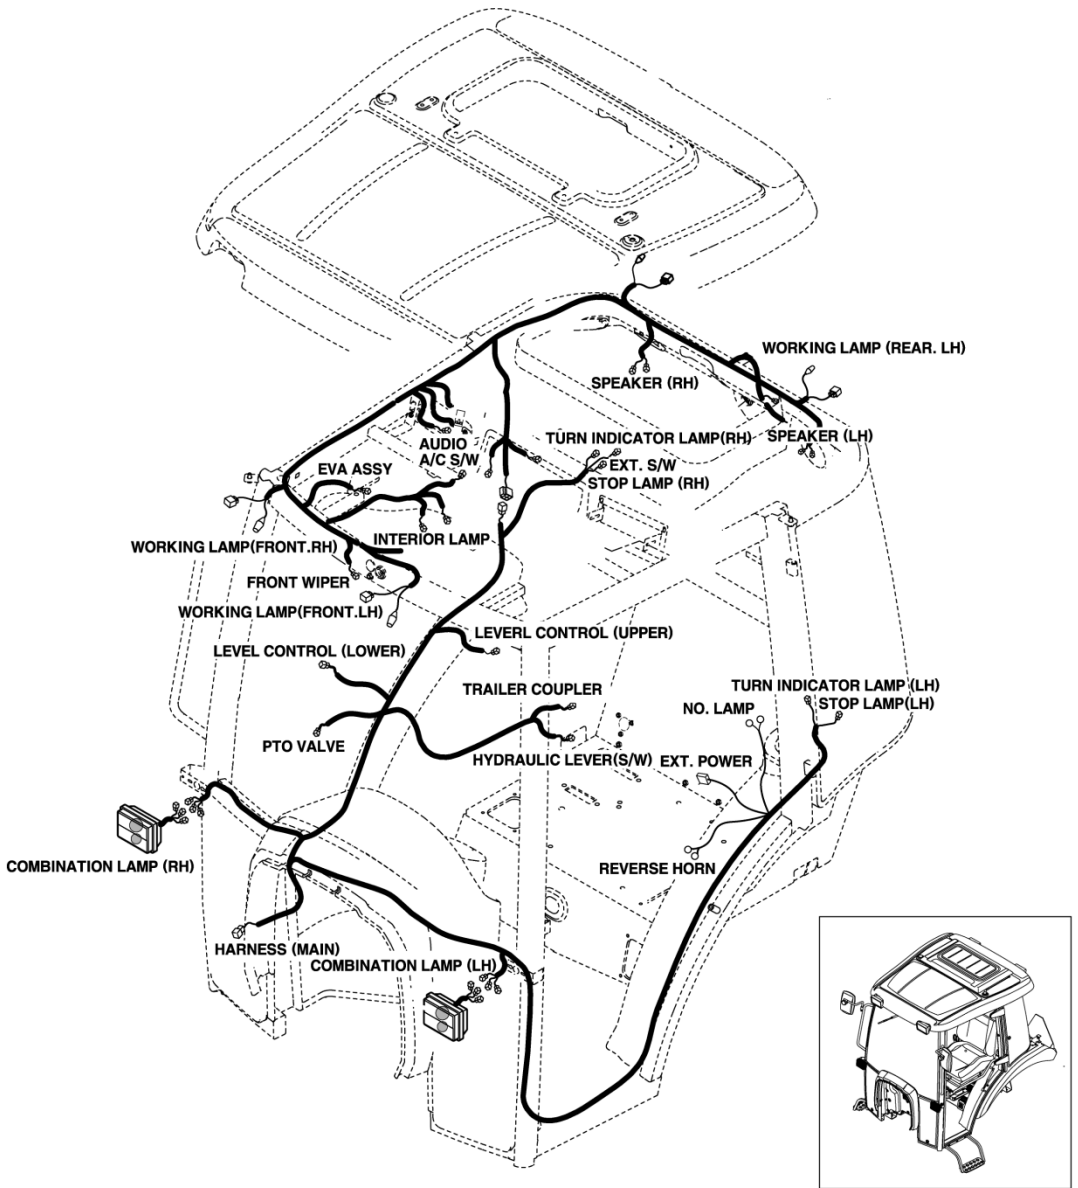 WORKING LAMP (REAR. LH)
SPEAKER (RH)
AUDIO
A/C S/W
TURN INDICATOR LAMP(RH)
SPEAKER (LH)
EVA ASSY
EXT. S/W
STOP LAMP (RH)
WORKING LAMP(FRONT.RH)
INTERIOR LAMP
FRONT WIPER
WORKING LAMP(FRONT.LH)
LEVERL CONTROL (UPPER)
LEVEL CONTROL (LOWER)
TRAILER COUPLER
TURN INDICATOR LAMP (LH)
STOP LAMP(LH)
NO. LAMP
PTO VALVE
HYDRAULIC LEVER(S/W)
EXT. POWER
COMBINATION LAMP (RH)
REVERSE HORN
HARNESS (MAIN)
COMBINATION LAMP (LH)